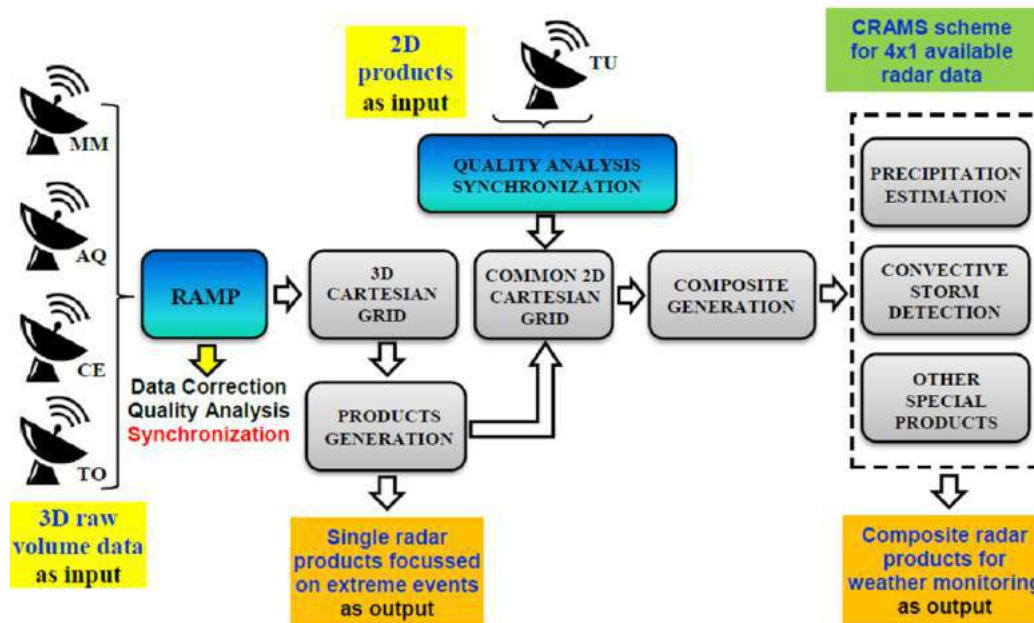 MM
AQ
CE
TO
3D raw
volume data
as input
RAMP
Data Correction
Quality Analysis
Synchronization
2D
products
as input
TU
QUALITY ANALYSIS
SYNCHRONIZATION
3D
CARTESIAN
GRID
PRODUCTS
GENERATION
Single radar
products focussed
on extreme events
as output
COMMON 2D
CARTESIAN
GRID
COMPOSITE
GENERATION
CRAMS scheme
for 4x1 available
radar data
PRECIPITATION
ESTIMATION
CONVECTIVE
STORM
DETECTION
OTHER
SPECIAL
PRODUCTS
Composite radar
products for
weather monitoring
as output